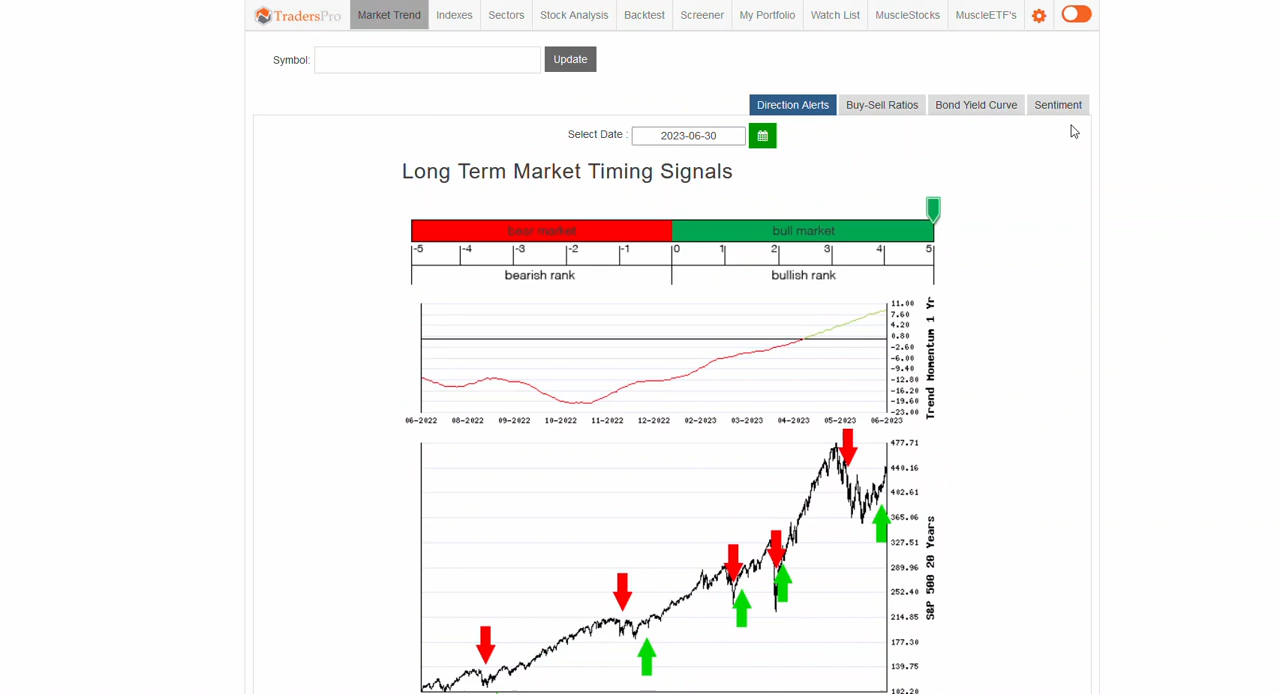 TradersPro Market Trend Indexes Sectors Stock Analysis Backtest Screener My Portfolio Watch List MuscleStocks MuscleETF's
Symbol: Update
Direction Alerts Buy-Sell Ratios Bond Yield Curve Sentiment
Select Date : 2023-06-30
Long Term Market Timing Signals
bear market bull market
-5 -4 -3 -2 -1 0 1 2 3 4 5
bearish rank bullish rank
11.00
7.60
4.20
0.80
-2.60
-6.00
-9.40
-12.80
-16.20
-19.60
-23.00
Trend Momentum 1 Yr
06-2022 08-2022 09-2022 10-2022 11-2022 12-2022 02-2023 03-2023 04-2023 05-2023 06-2023
477.71
440.16
402.61
365.06
327.51
289.96
252.40
214.85
177.30
139.75
102.20
S&P 500 20 Years